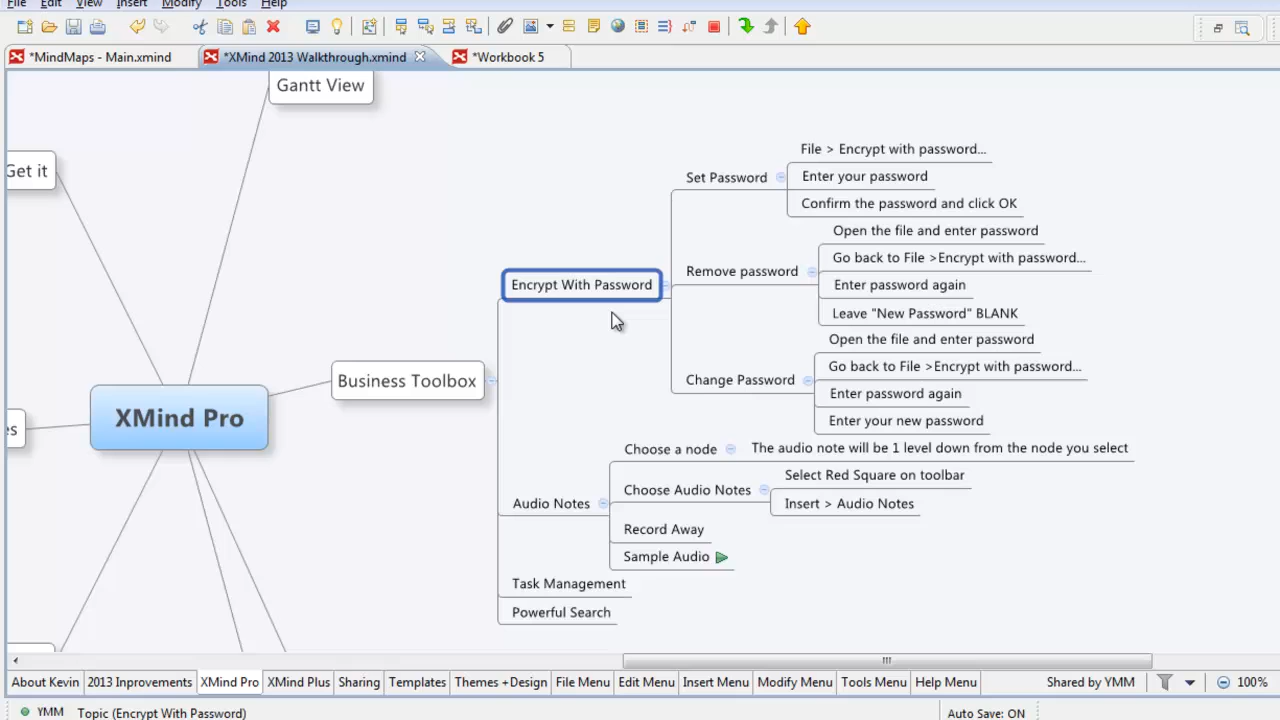 File Edit View Insert Modify Tools Help
*MindMaps - Main.xmind
*XMind 2013 Walkthrough.xmind
*Workbook 5
Gantt View
Get it
es
XMind Pro
Business Toolbox
Encrypt With Password
Set Password
File > Encrypt with password...
Enter your password
Confirm the password and click OK
Remove password
Open the file and enter password
Go back to File >Encrypt with password...
Enter password again
Leave "New Password" BLANK
Change Password
Open the file and enter password
Go back to File >Encrypt with password...
Enter password again
Enter your new password
Audio Notes
Choose a node
The audio note will be 1 level down from the node you select
Choose Audio Notes
Select Red Square on toolbar
Insert > Audio Notes
Record Away
Sample Audio
Task Management
Powerful Search
About Kevin
2013 Inprovements
XMind Pro
XMind Plus
Sharing
Templates
Themes +Design
File Menu
Edit Menu
Insert Menu
Modify Menu
Tools Menu
Help Menu
Shared by YMM
100%
YMM
Topic (Encrypt With Password)
Auto Save: ON